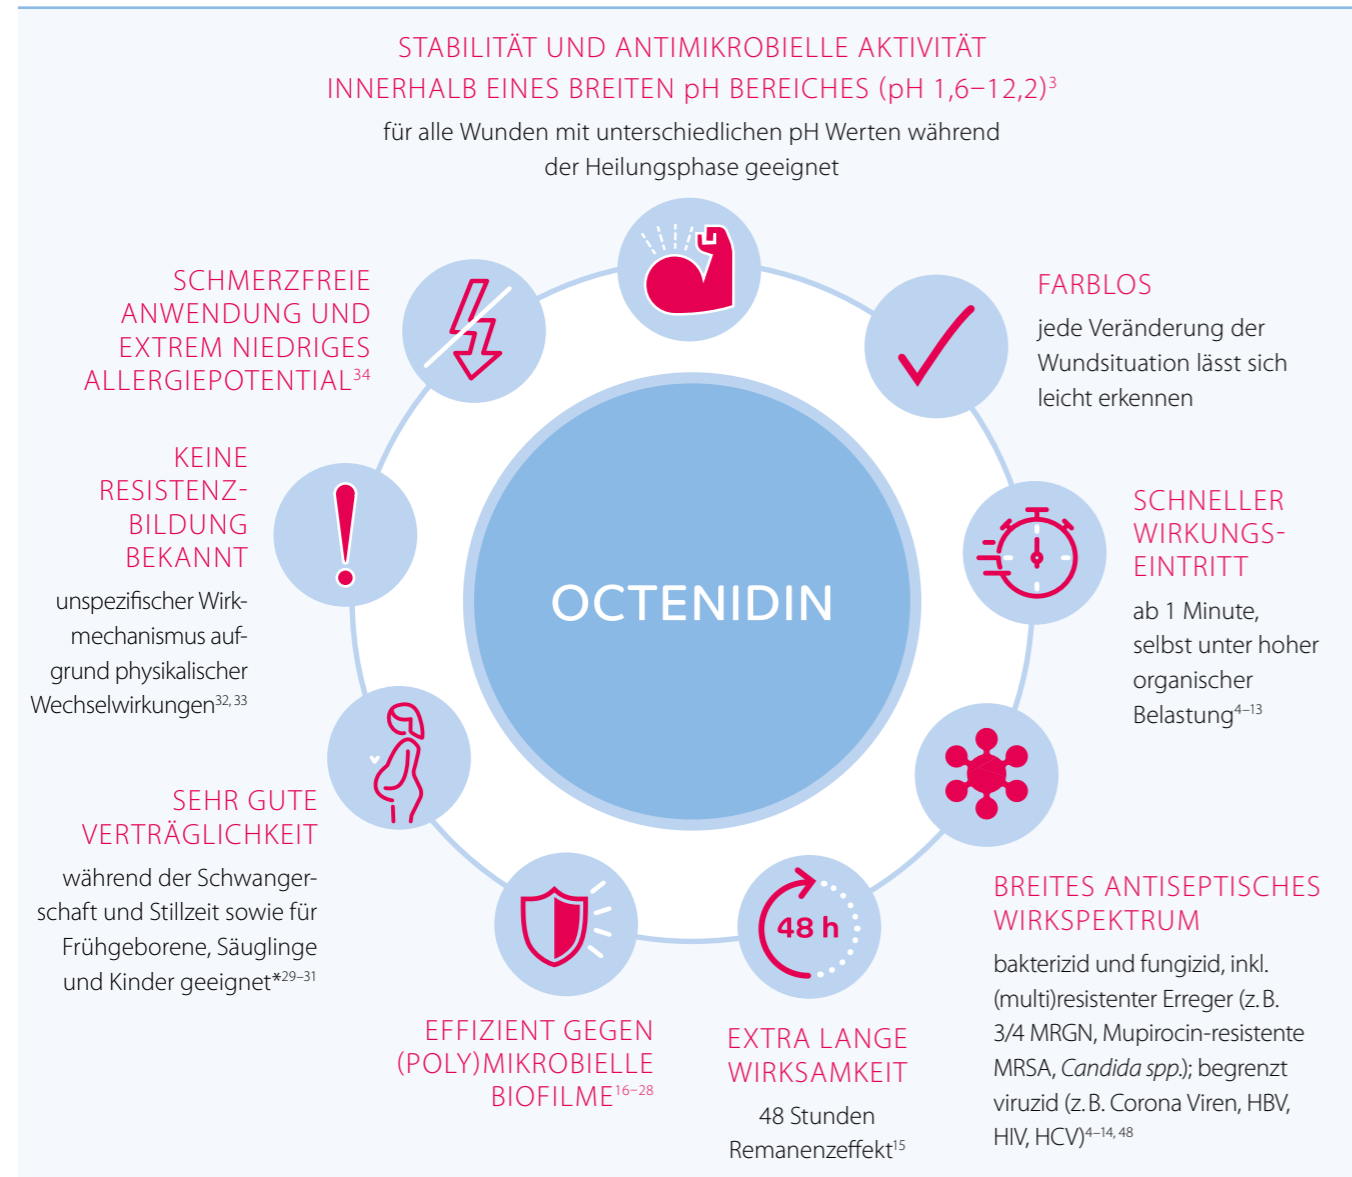 STABILITÄT UND ANTIMIKROBIELLE AKTIVITÄT
INNERHALB EINES BREITEN pH BEREICHES (pH 1,6–12,2)³
für alle Wunden mit unterschiedlichen pH Werten während
der Heilungsphase geeignet
FARBLOS
jede Veränderung der
Wundsituation lässt sich
leicht erkennen
SCHNELLER
WIRKUNGS-
EINTRITT
ab 1 Minute,
selbst unter hoher
organischer
Belastung⁴⁻¹³
BREITES ANTISEPTISCHES
WIRKSPEKTRUM
bakterizid und fungizid, inkl.
(multi)resistenter Erreger (z. B.
3/4 MRGN, Mupirocin-resistente
MRSA, Candida spp.); begrenzt
viruzid (z. B. Corona Viren, HBV,
HIV, HCV)⁴⁻¹⁴, ⁴⁸
48 h
EXTRA LANGE
WIRKSAMKEIT
48 Stunden
Remanenzeffekt¹⁵
EFFIZIENT GEGEN
(POLY)MIKROBIELLE
BIOFILME¹⁶⁻²⁸
SEHR GUTE
VERTRÄGLICHKEIT
während der Schwanger-
schaft und Stillzeit sowie für
Frühgeborene, Säuglinge
und Kinder geeignet*²⁹⁻³¹
KEINE
RESISTENZ-
BILDUNG
BEKANNT
unspezifischer Wirk-
mechanismus auf-
grund physikalischer
Wechselwirkungen³², ³³
SCHMERZFREIE
ANWENDUNG UND
EXTREM NIEDRIGES
ALLERGIEPOTENTIAL³⁴
OCTENIDIN